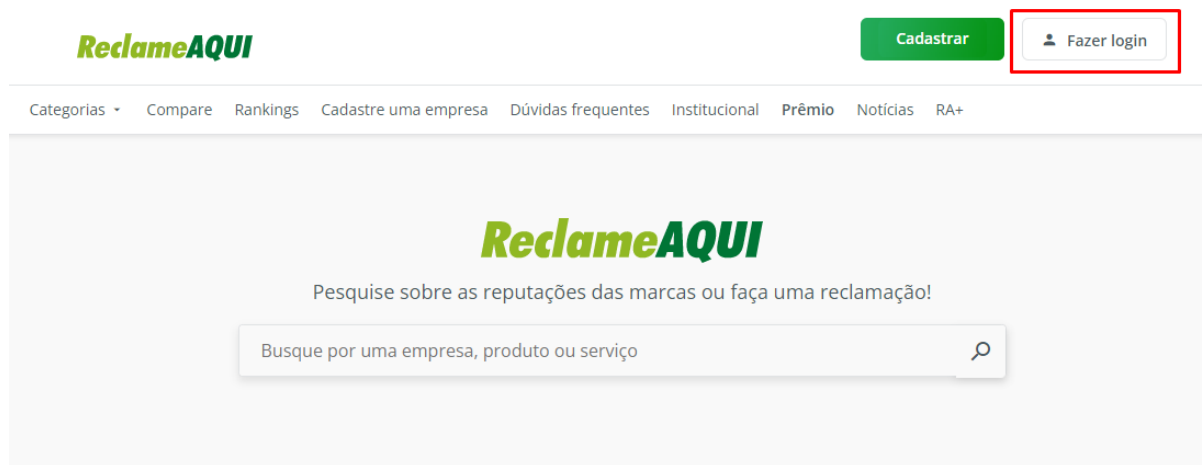 ReclameAQUI
Cadastrar
Fazer login
Categorias Compare Rankings Cadastre uma empresa Dúvidas frequentes Institucional Prêmio Notícias RA+
ReclameAQUI
Pesquise sobre as reputações das marcas ou faça uma reclamação!
Busque por uma empresa, produto ou serviço